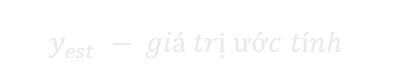 y_est − giá trị ước tính